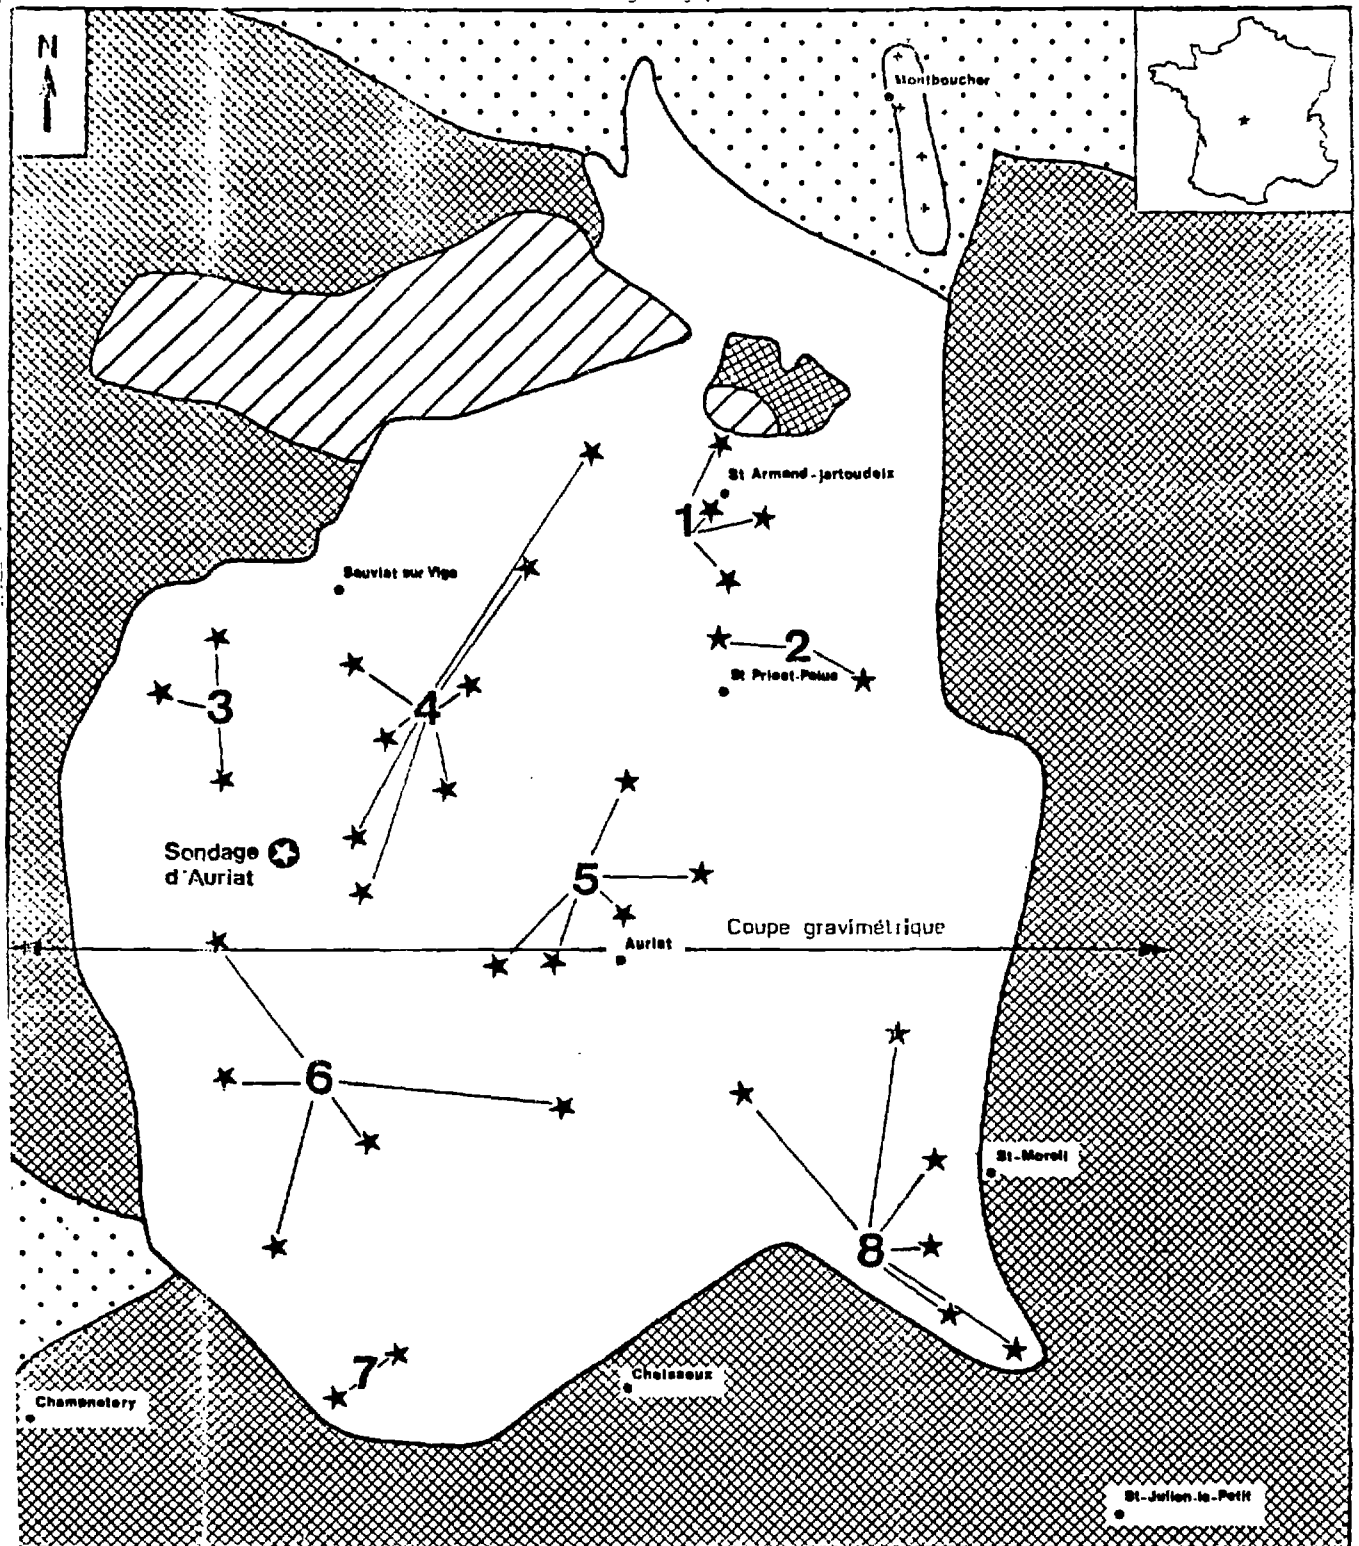 N
Montboucher
St Armand-jartoudeix
1
Sauviat sur Vige
2
St Priest-Palus
3
4
Sondage
d'Auriat
5
Coupe gravimétrique
Auriat
6
St-Moreil
8
7
Cheissoux
Champnetery
St-Julien-le-Petit